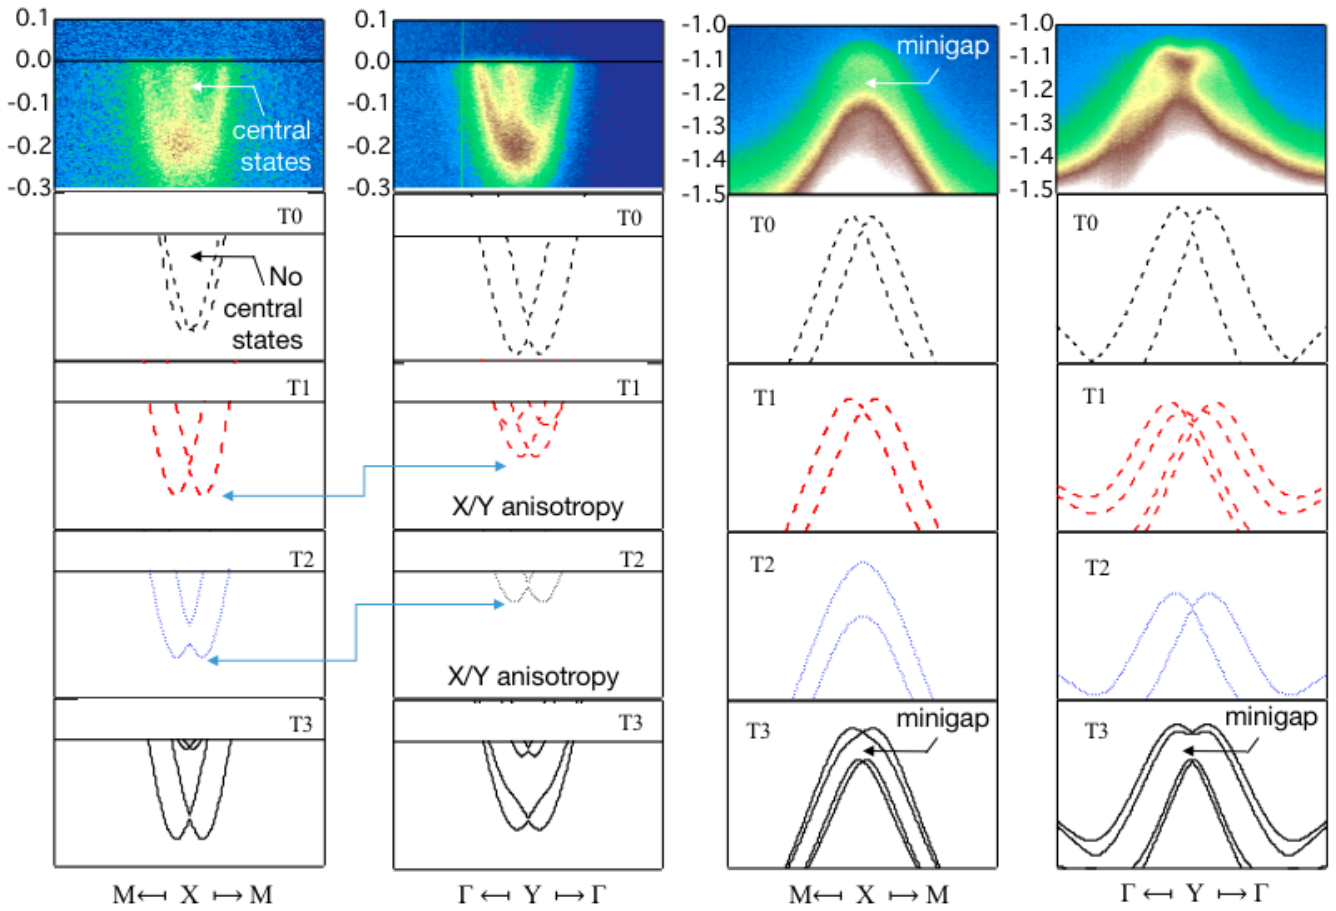 0.1
0.0
-0.1
-0.2
-0.3
central
states
0.1
0.0
-0.1
-0.2
-0.3
-1.0
-1.1
-1.2
-1.3
-1.4
-1.5
minigap
-1.0
-1.1
-1.2
-1.3
-1.4
-1.5
T0
No
central
states
T0
T0
T0
T1
T1
X/Y anisotropy
T1
T1
T2
T2
X/Y anisotropy
T2
T2
T3
T3
T3
minigap
T3
minigap
M ← X ↦ M
Γ ← Y ↦ Γ
M ← X ↦ M
Γ ← Y ↦ Γ